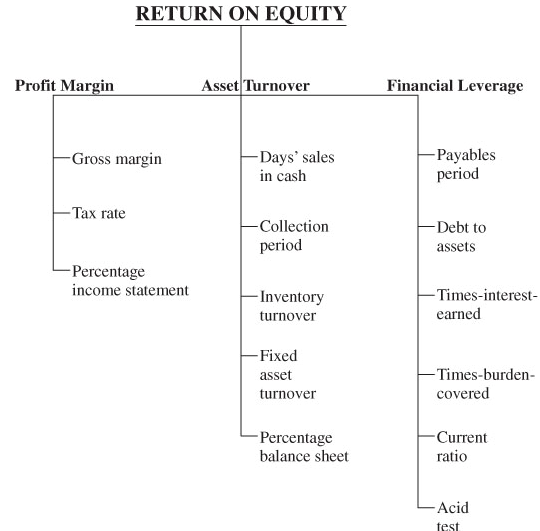 RETURN ON EQUITY
Profit Margin
Asset Turnover
Financial Leverage
Gross margin
Tax rate
Percentage
income statement
Days' sales
in cash
Collection
period
Inventory
turnover
Fixed
asset
turnover
Percentage
balance sheet
Payables
period
Debt to
assets
Times-interest-
earned
Times-burden-
covered
Current
ratio
Acid
test